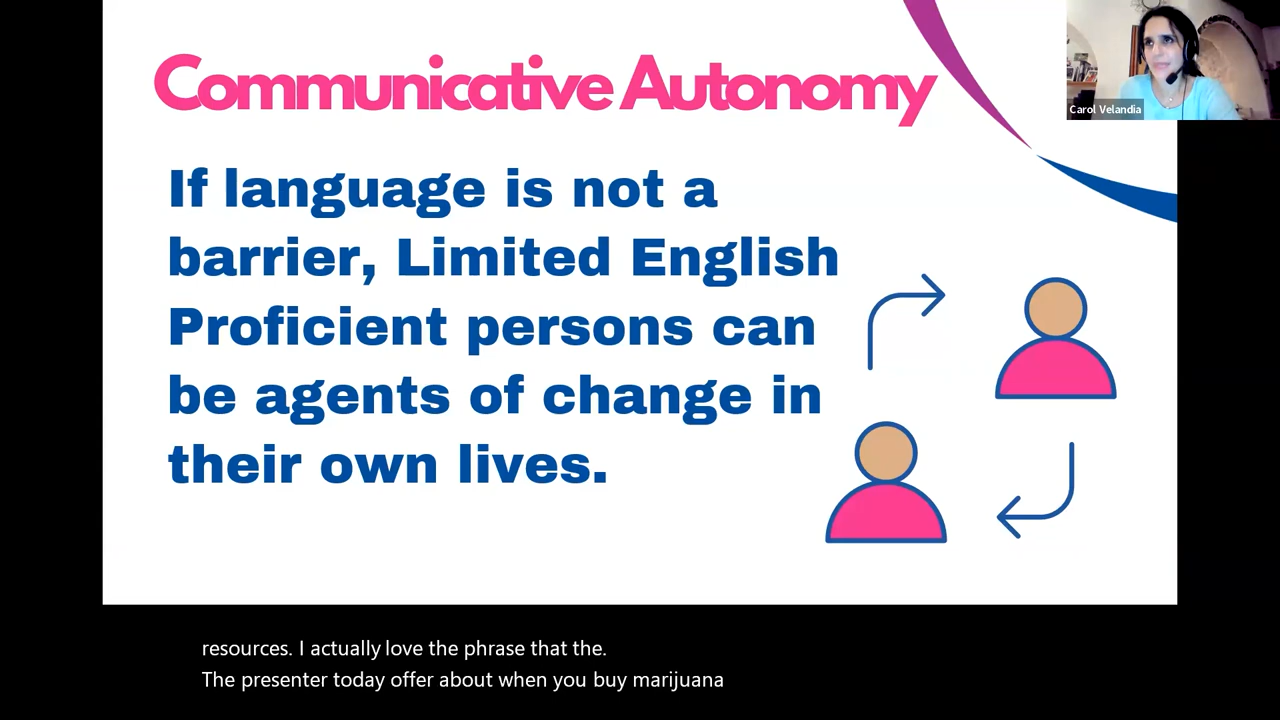 Communicative Autonomy
Carol Velandia
If language is not a
barrier, Limited English
Proficient persons can
be agents of change in
their own lives.
resources. I actually love the phrase that the.
The presenter today offer about when you buy marijuana